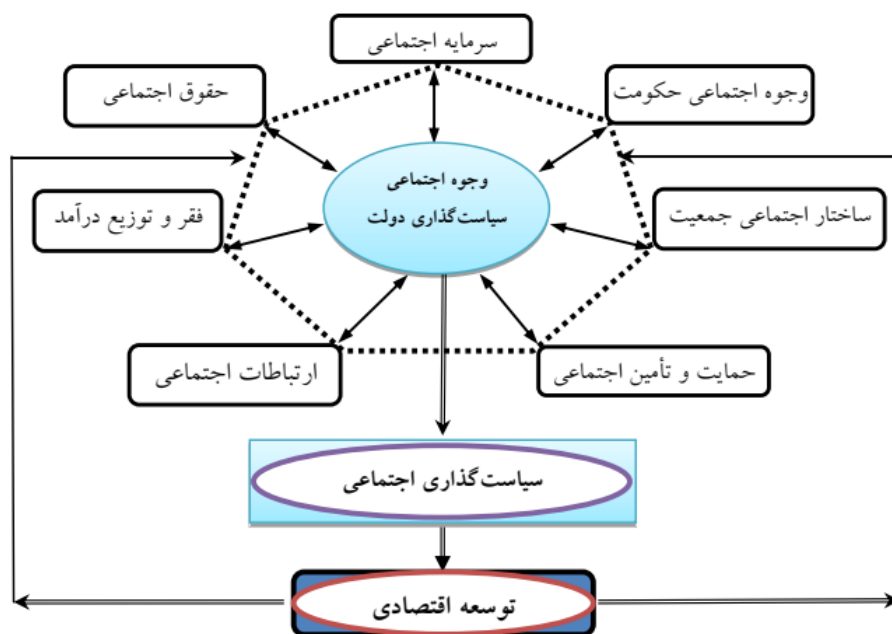 سرمایه اجتماعی
وجوه اجتماعی حکومت
حقوق اجتماعی
وجوه اجتماعی
سیاست‌گذاری دولت
ساختار اجتماعی جمعیت
فقر و توزیع درآمد
حمایت و تأمین اجتماعی
ارتباطات اجتماعی
سیاست‌گذاری اجتماعی
توسعه اقتصادی